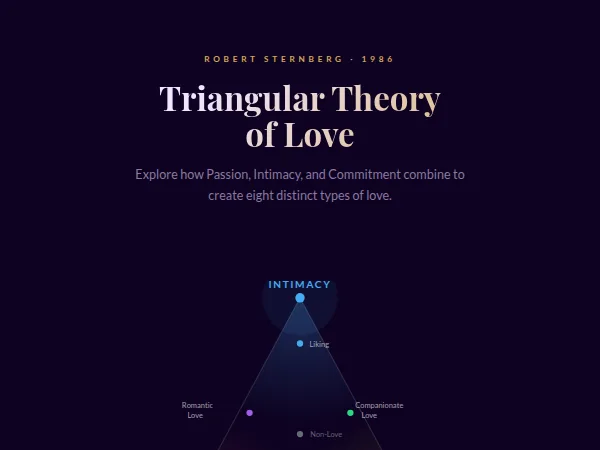 ROBERT STERNBERG · 1986
Triangular Theory
of Love
Explore how Passion, Intimacy, and Commitment combine to
create eight distinct types of love.
INTIMACY
Liking
Romantic
Love
Companionate
Love
Non-Love